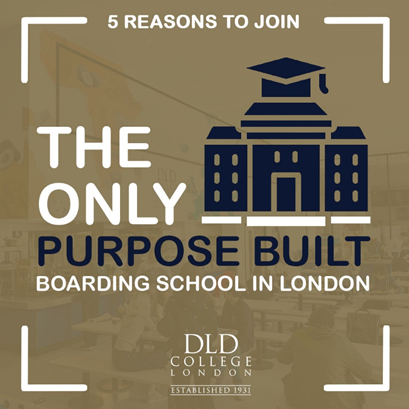 5 REASONS TO JOIN
THE
ONLY
PURPOSE BUILT
BOARDING SCHOOL IN LONDON
DLD
COLLEGE
LONDON
ESTABLISHED 1931